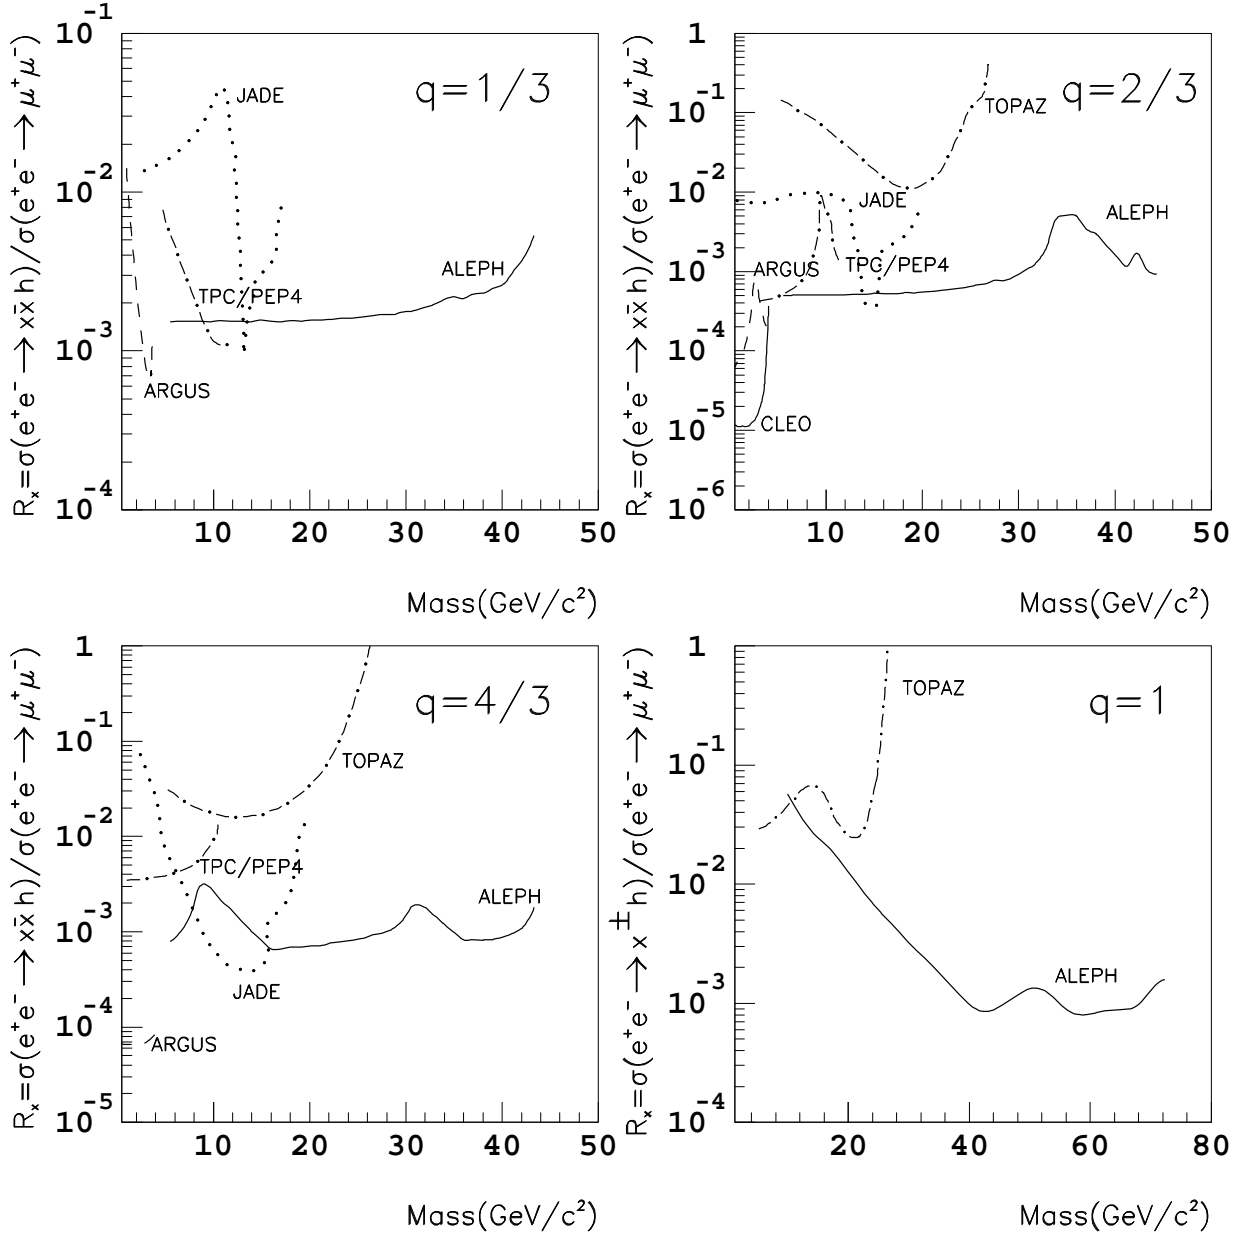 R_x=σ(e⁺e⁻ → xx̄ h)/σ(e⁺e⁻ → μ⁺μ⁻)
10⁻¹
10⁻²
10⁻³
10⁻⁴
q=1/3
JADE
ALEPH
TPC/PEP4
ARGUS
10 20 30 40 50
Mass(GeV/c²)
R_x=σ(e⁺e⁻ → xx̄ h)/σ(e⁺e⁻ → μ⁺μ⁻)
1
10⁻¹
10⁻²
10⁻³
10⁻⁴
10⁻⁵
10⁻⁶
q=2/3
TOPAZ
JADE
ALEPH
ARGUS
TPC/PEP4
CLEO
10 20 30 40 50
Mass(GeV/c²)
R_x=σ(e⁺e⁻ → xx̄ h)/σ(e⁺e⁻ → μ⁺μ⁻)
1
10⁻¹
10⁻²
10⁻³
10⁻⁴
10⁻⁵
q=4/3
TOPAZ
TPC/PEP4
ALEPH
JADE
ARGUS
10 20 30 40 50
Mass(GeV/c²)
R_x=σ(e⁺e⁻ → x^± h)/σ(e⁺e⁻ → μ⁺μ⁻)
1
10⁻¹
10⁻²
10⁻³
10⁻⁴
TOPAZ
q=1
ALEPH
20 40 60 80
Mass(GeV/c²)